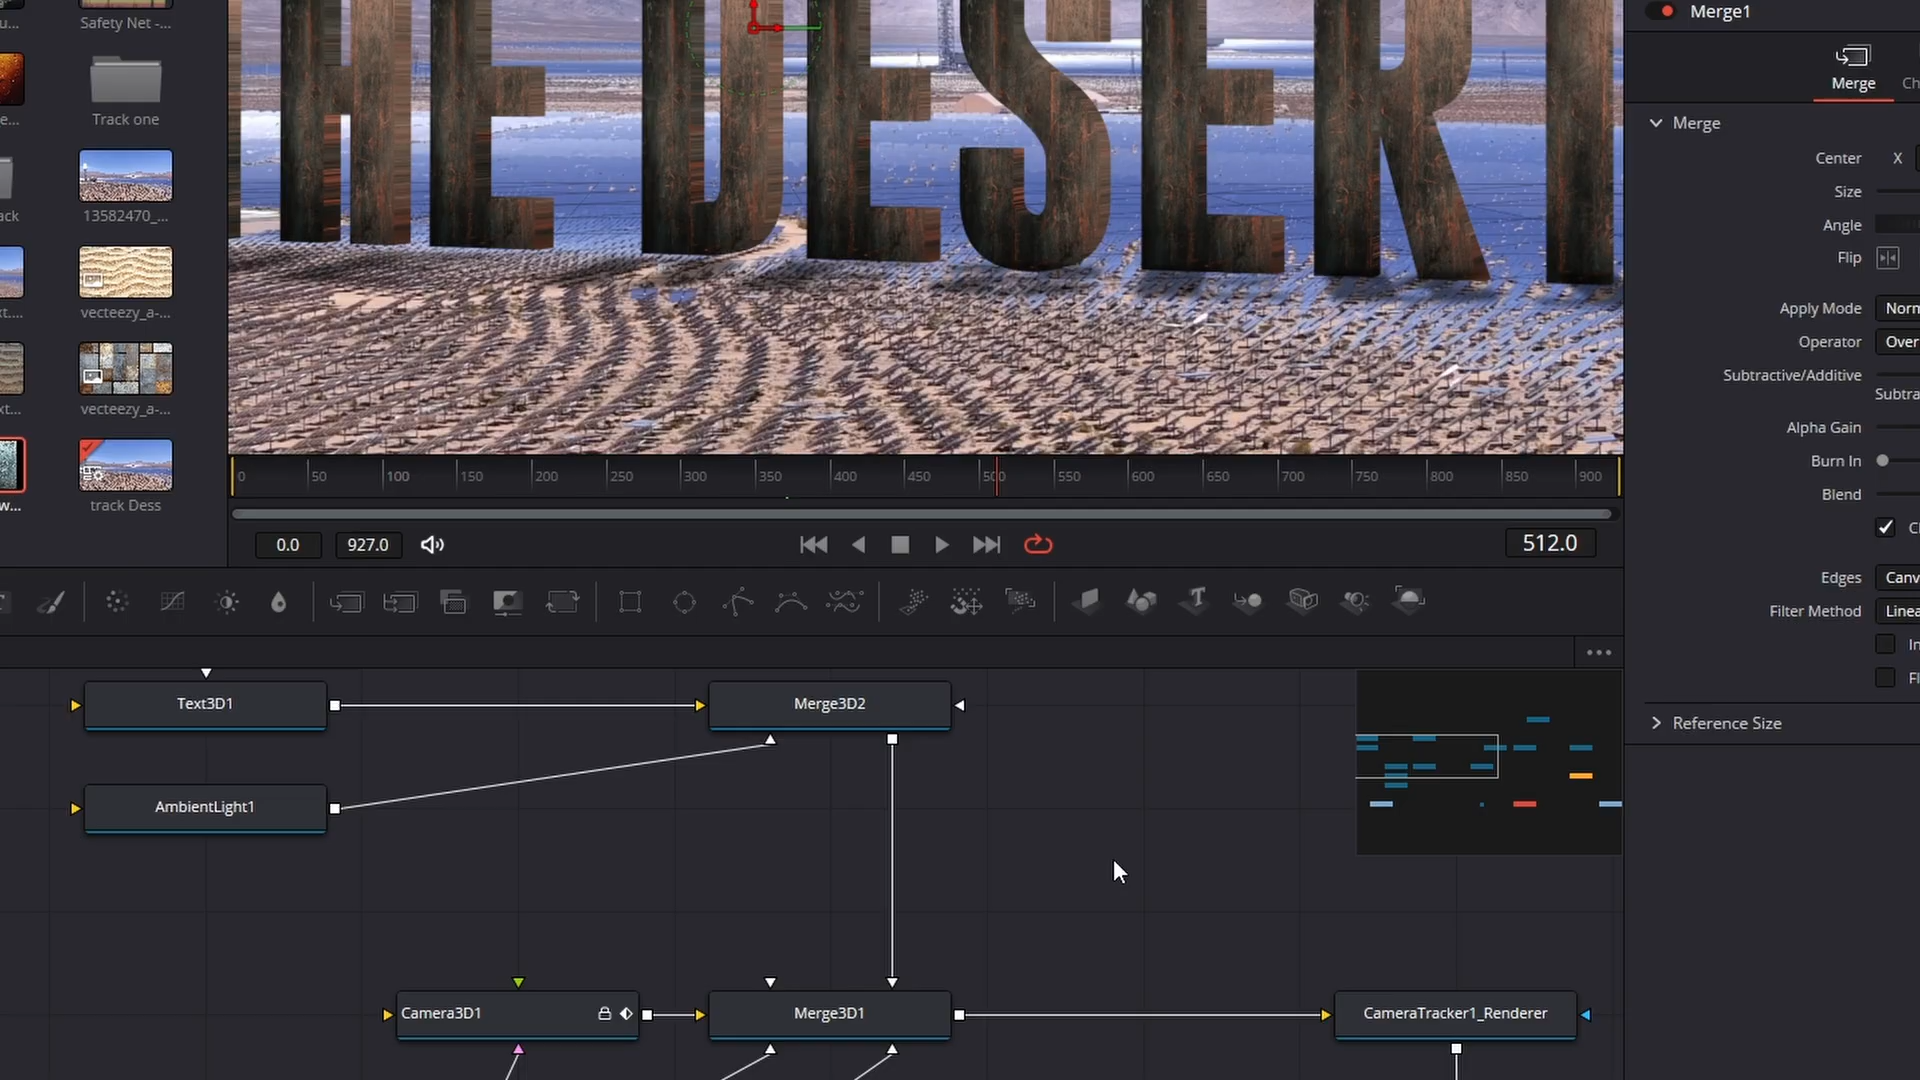 Safety Net -...
Merge1
Merge
Track one
Merge
Center X
Size
13582470_...
Angle
Flip
vecteezy_a-...
Apply Mode
Operator Over
Subtractive/Additive
vecteezy_a-...
Alpha Gain
Burn In
Blend
track Dess
HE DESERT
0 50 100 150 200 250 300 350 400 450 500 550 600 650 700 750 800 850 900
0.0 927.0 512.0
Edges
Filter Method
Reference Size
Text3D1 Merge3D2
AmbientLight1
Camera3D1 Merge3D1 CameraTracker1_Renderer